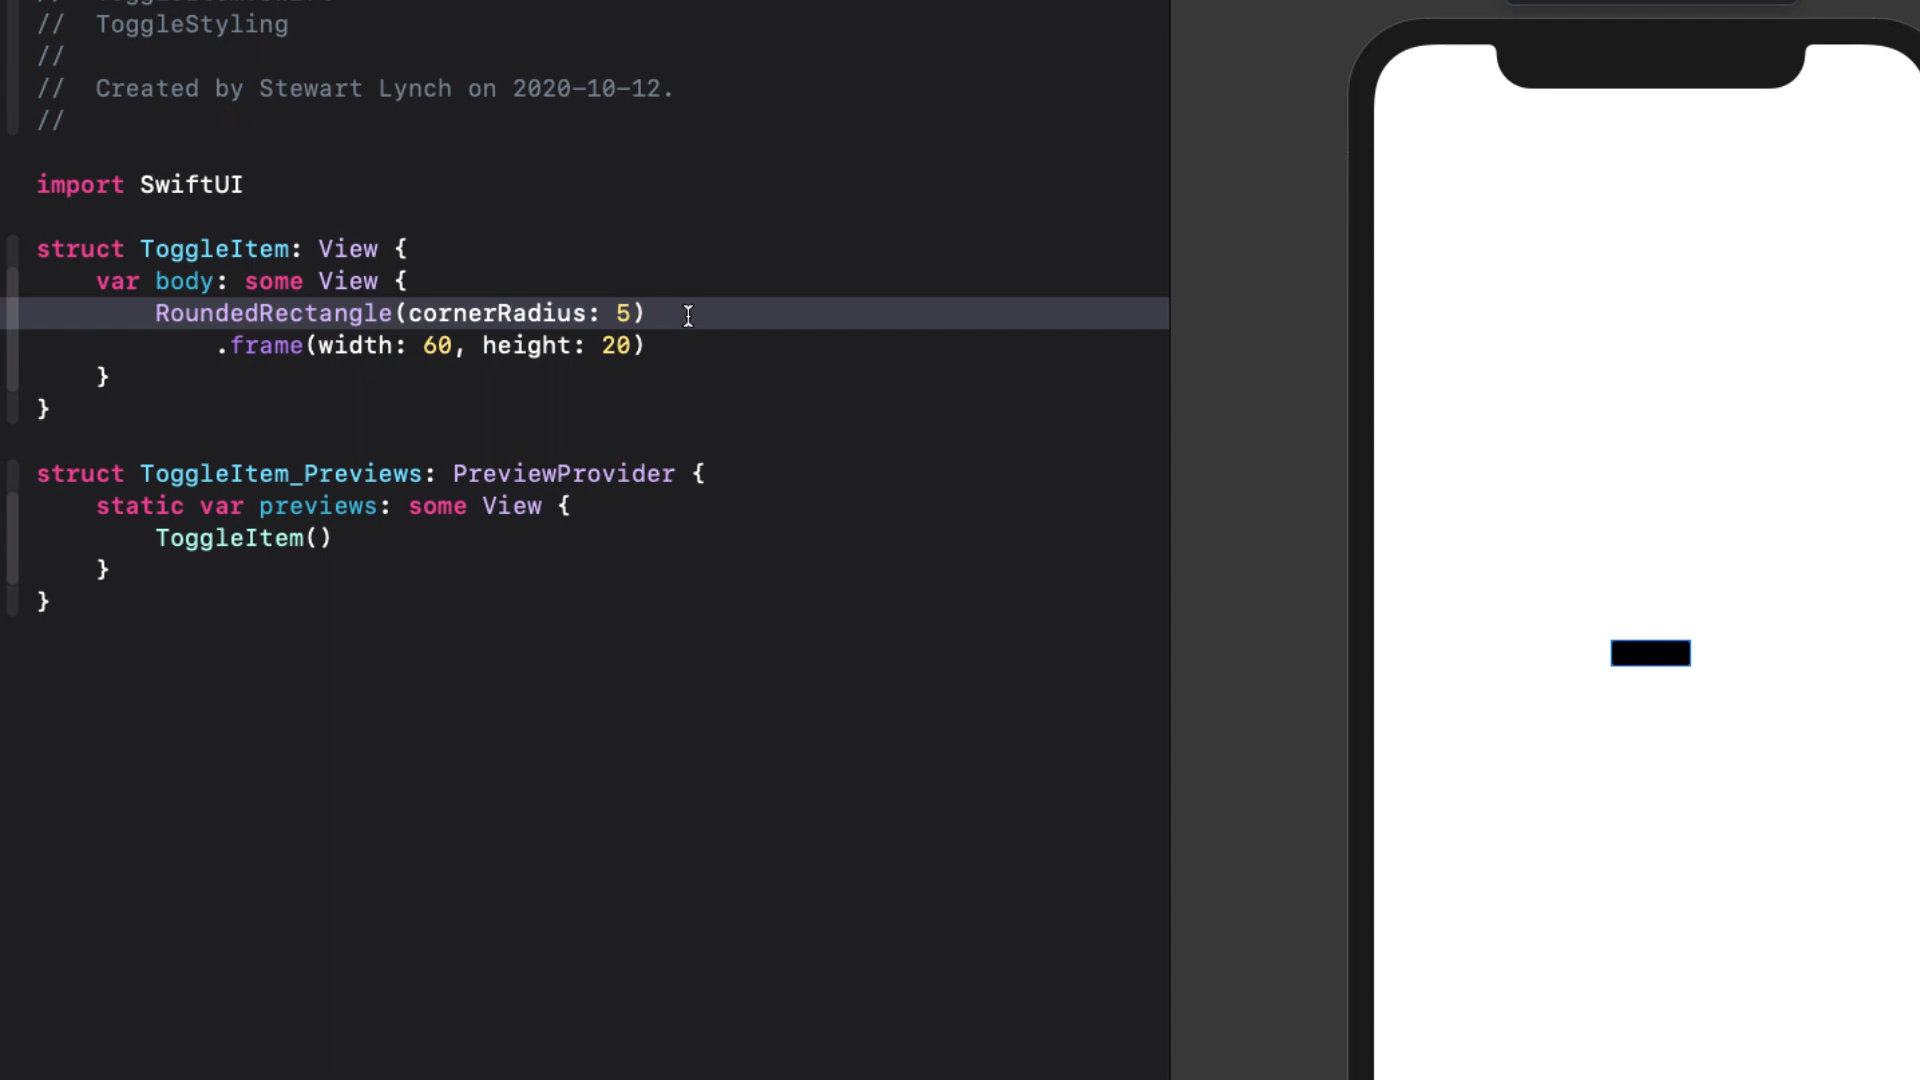 //  ToggleStyling
//
//  Created by Stewart Lynch on 2020-10-12.
//
import SwiftUI
struct ToggleItem: View {
    var body: some View {
        RoundedRectangle(cornerRadius: 5)
            .frame(width: 60, height: 20)
    }
}
struct ToggleItem_Previews: PreviewProvider {
    static var previews: some View {
        ToggleItem()
    }
}